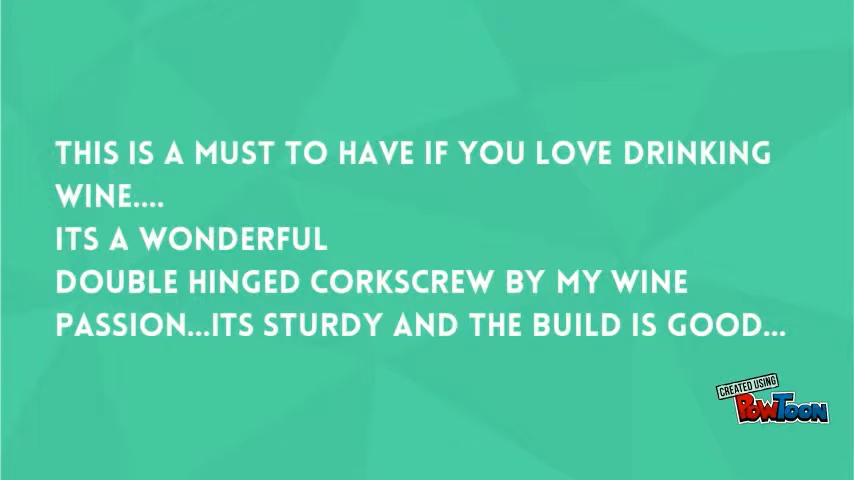 THIS IS A MUST TO HAVE IF YOU LOVE DRINKING
WINE....
ITS A WONDERFUL
DOUBLE HINGED CORKSCREW BY MY WINE
PASSION...ITS STURDY AND THE BUILD IS GOOD...
CREATED USING
POWTOON